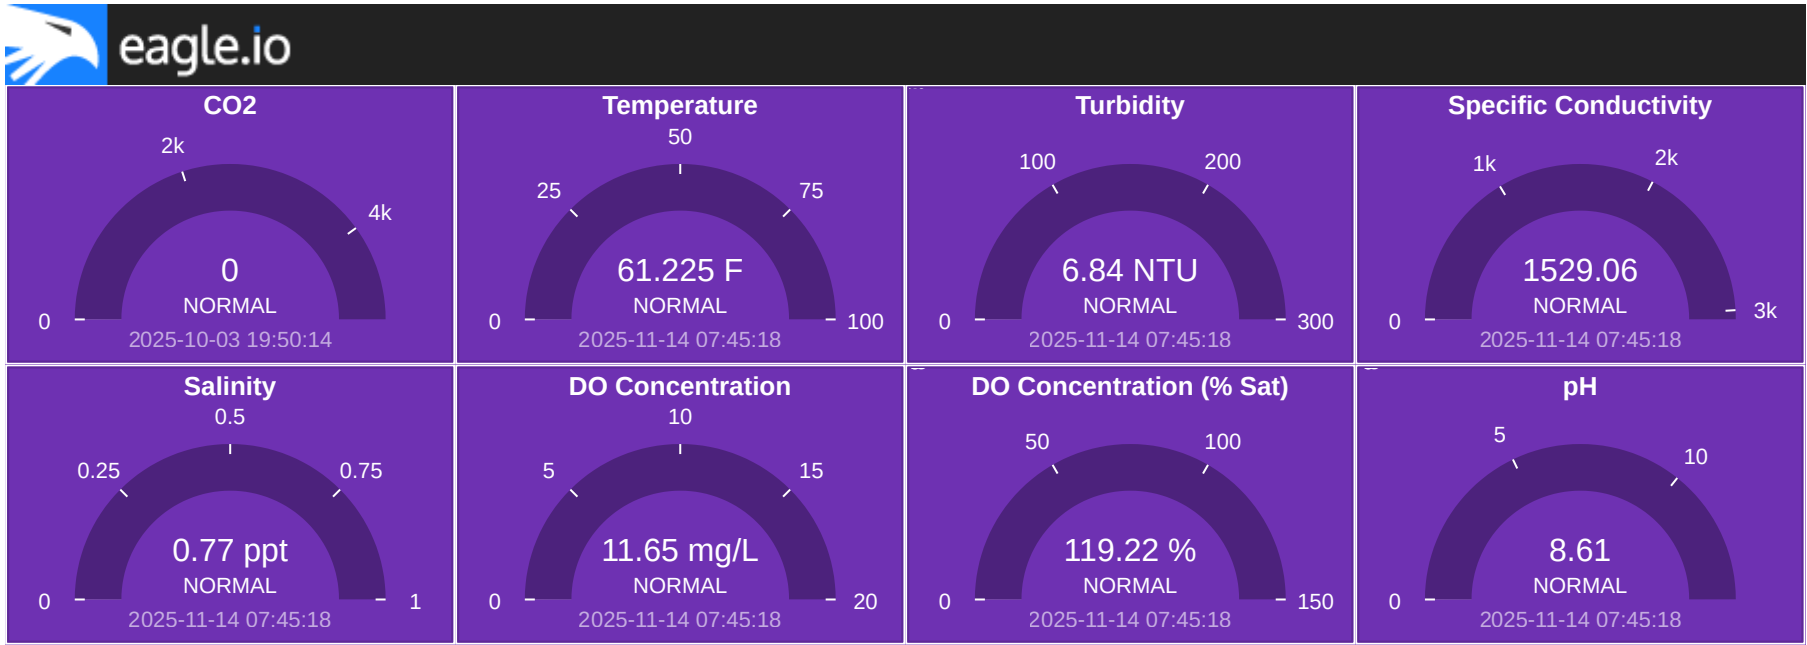 eagle.io
CO2
2k
4k
0
0
NORMAL
2025-10-03 19:50:14
Temperature
50
25
75
61.225 F
NORMAL
0
100
2025-11-14 07:45:18
Turbidity
100
200
6.84 NTU
NORMAL
0
300
2025-11-14 07:45:18
Specific Conductivity
1k
2k
1529.06
NORMAL
0
3k
2025-11-14 07:45:18
Salinity
0.5
0.25
0.75
0.77 ppt
NORMAL
0
1
2025-11-14 07:45:18
DO Concentration
10
5
15
11.65 mg/L
NORMAL
0
20
2025-11-14 07:45:18
DO Concentration (% Sat)
50
100
119.22 %
NORMAL
0
150
2025-11-14 07:45:18
pH
5
10
8.61
NORMAL
0
2025-11-14 07:45:18